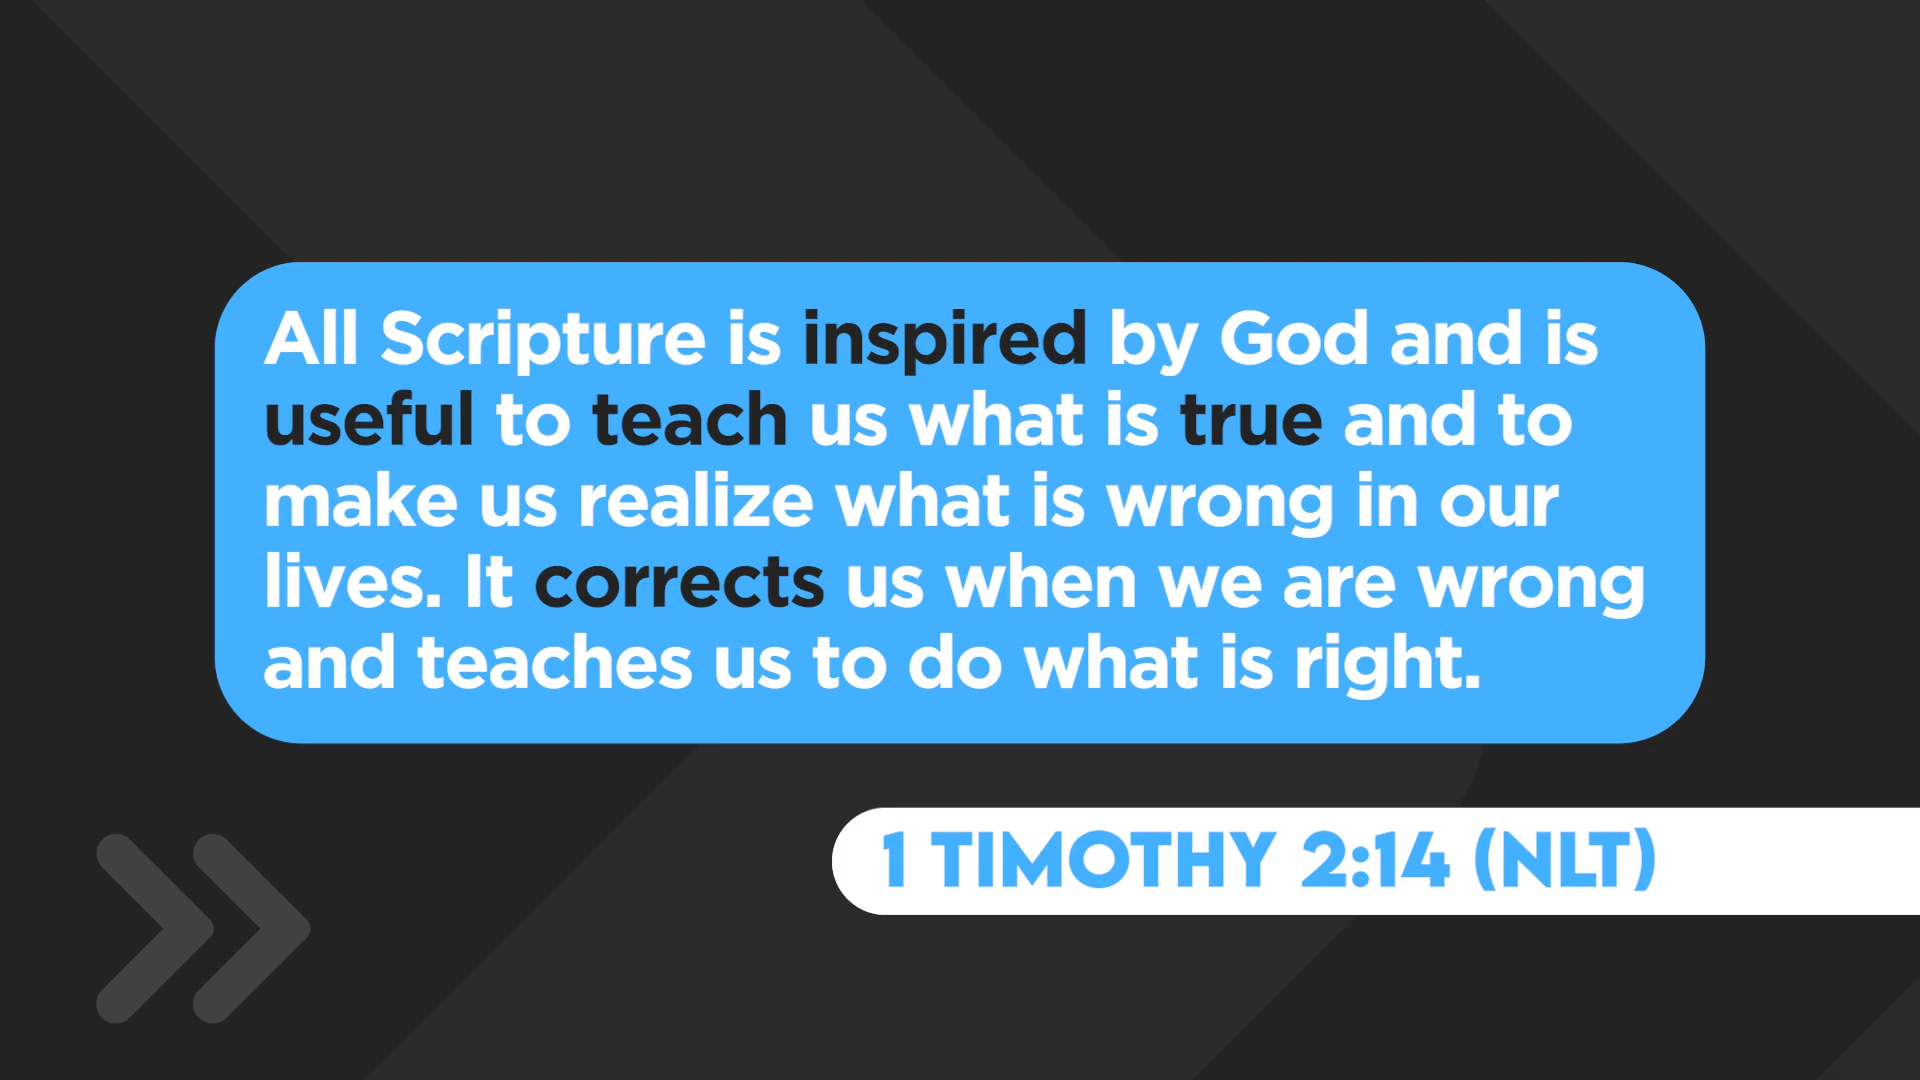 All Scripture is inspired by God and is
useful to teach us what is true and to
make us realize what is wrong in our
lives. It corrects us when we are wrong
and teaches us to do what is right.
1 TIMOTHY 2:14 (NLT)